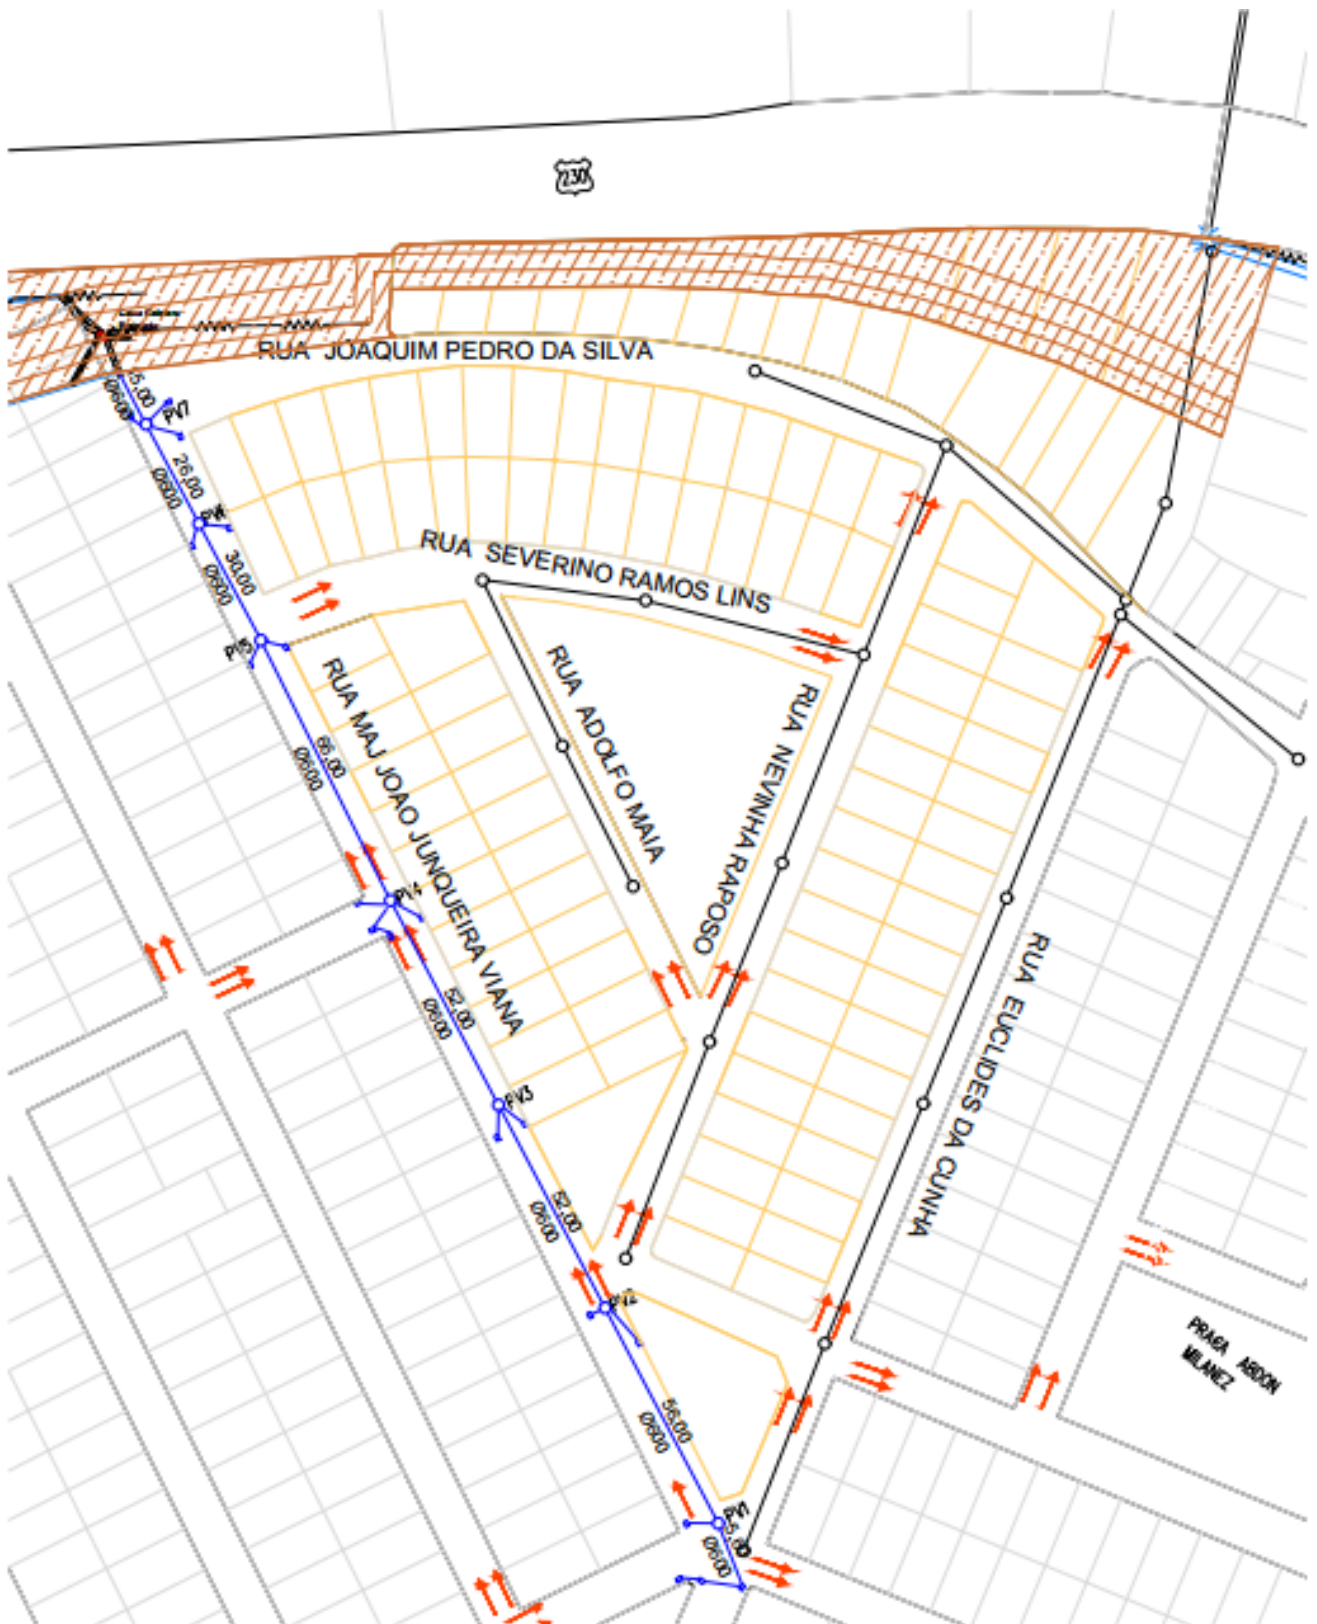 230
RUA JOAQUIM PEDRO DA SILVA
PV7
Ø600
26,00
Ø600
PV6
30,00
Ø600
PV5
66,00
Ø600
RUA SEVERINO RAMOS LINS
RUA ADOLFO MAIA
RUA NEVINHA RAPOSO
RUA MAJ JOAO JUNQUEIRA VIANA
PV4
52,00
Ø600
PV3
52,00
Ø600
PV2
56,00
Ø600
Ø600
RUA EUCLIDES DA CUNHA
PRAÇA ABDON
MILANEZ